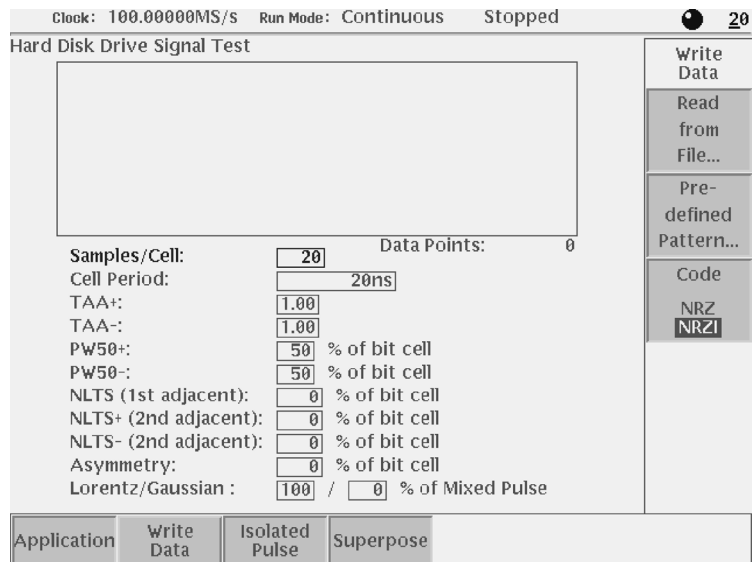 Clock: 100.00000MS/s Run Mode: Continuous Stopped 20
Hard Disk Drive Signal Test
Data Points: 0
Samples/Cell: 20
Cell Period: 20ns
TAA+: 1.00
TAA-: 1.00
PW50+: 50 % of bit cell
PW50-: 50 % of bit cell
NLTS (1st adjacent): 0 % of bit cell
NLTS+ (2nd adjacent): 0 % of bit cell
NLTS- (2nd adjacent): 0 % of bit cell
Asymmetry: 0 % of bit cell
Lorentz/Gaussian : 100 / 0 % of Mixed Pulse
Write
Data
Read
from
File...
Pre-
defined
Pattern...
Code
NRZ
NRZI
Application
Write
Data
Isolated
Pulse
Superpose